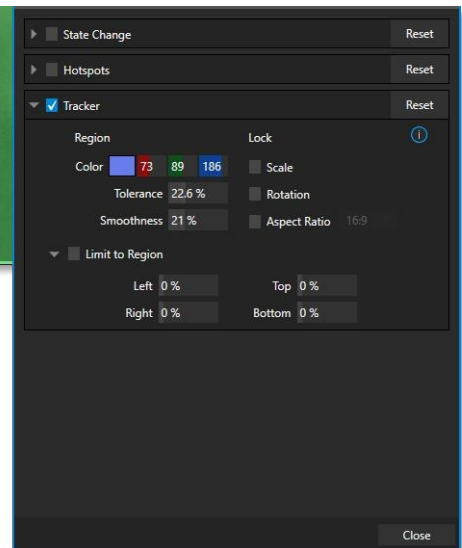 State Change Reset
Hotspots Reset
Tracker Reset
Region Lock
Color 73 89 186 Scale
Tolerance 22.6 % Rotation
Smoothness 21 % Aspect Ratio 16:9
Limit to Region
Left 0 % Top 0 %
Right 0 % Bottom 0 %
Close